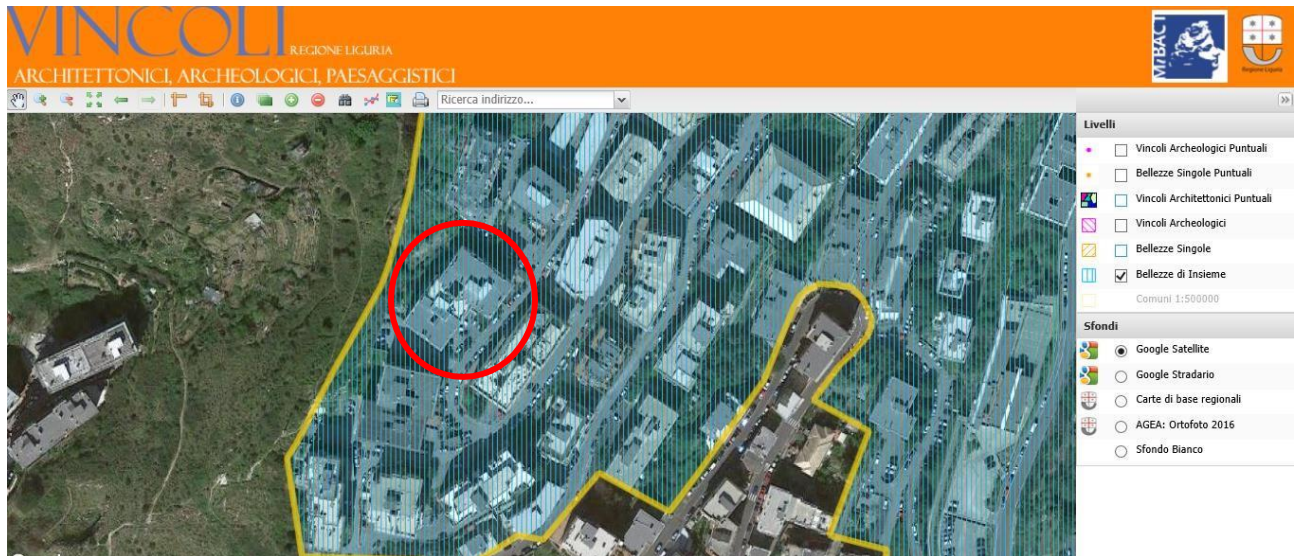 VINCOLI REGIONE LIGURIA
ARCHITETTONICI, ARCHEOLOGICI, PAESAGGISTICI
MiBACT
Regione Liguria
Ricerca indirizzo...
Livelli
Vincoli Archeologici Puntuali
Bellezze Singole Puntuali
Vincoli Architettonici Puntuali
Vincoli Archeologici
Bellezze Singole
Bellezze di Insieme
Comuni 1:500000
Sfondi
Google Satellite
Google Stradario
Carte di base regionali
AGEA: Ortofoto 2016
Sfondo Bianco